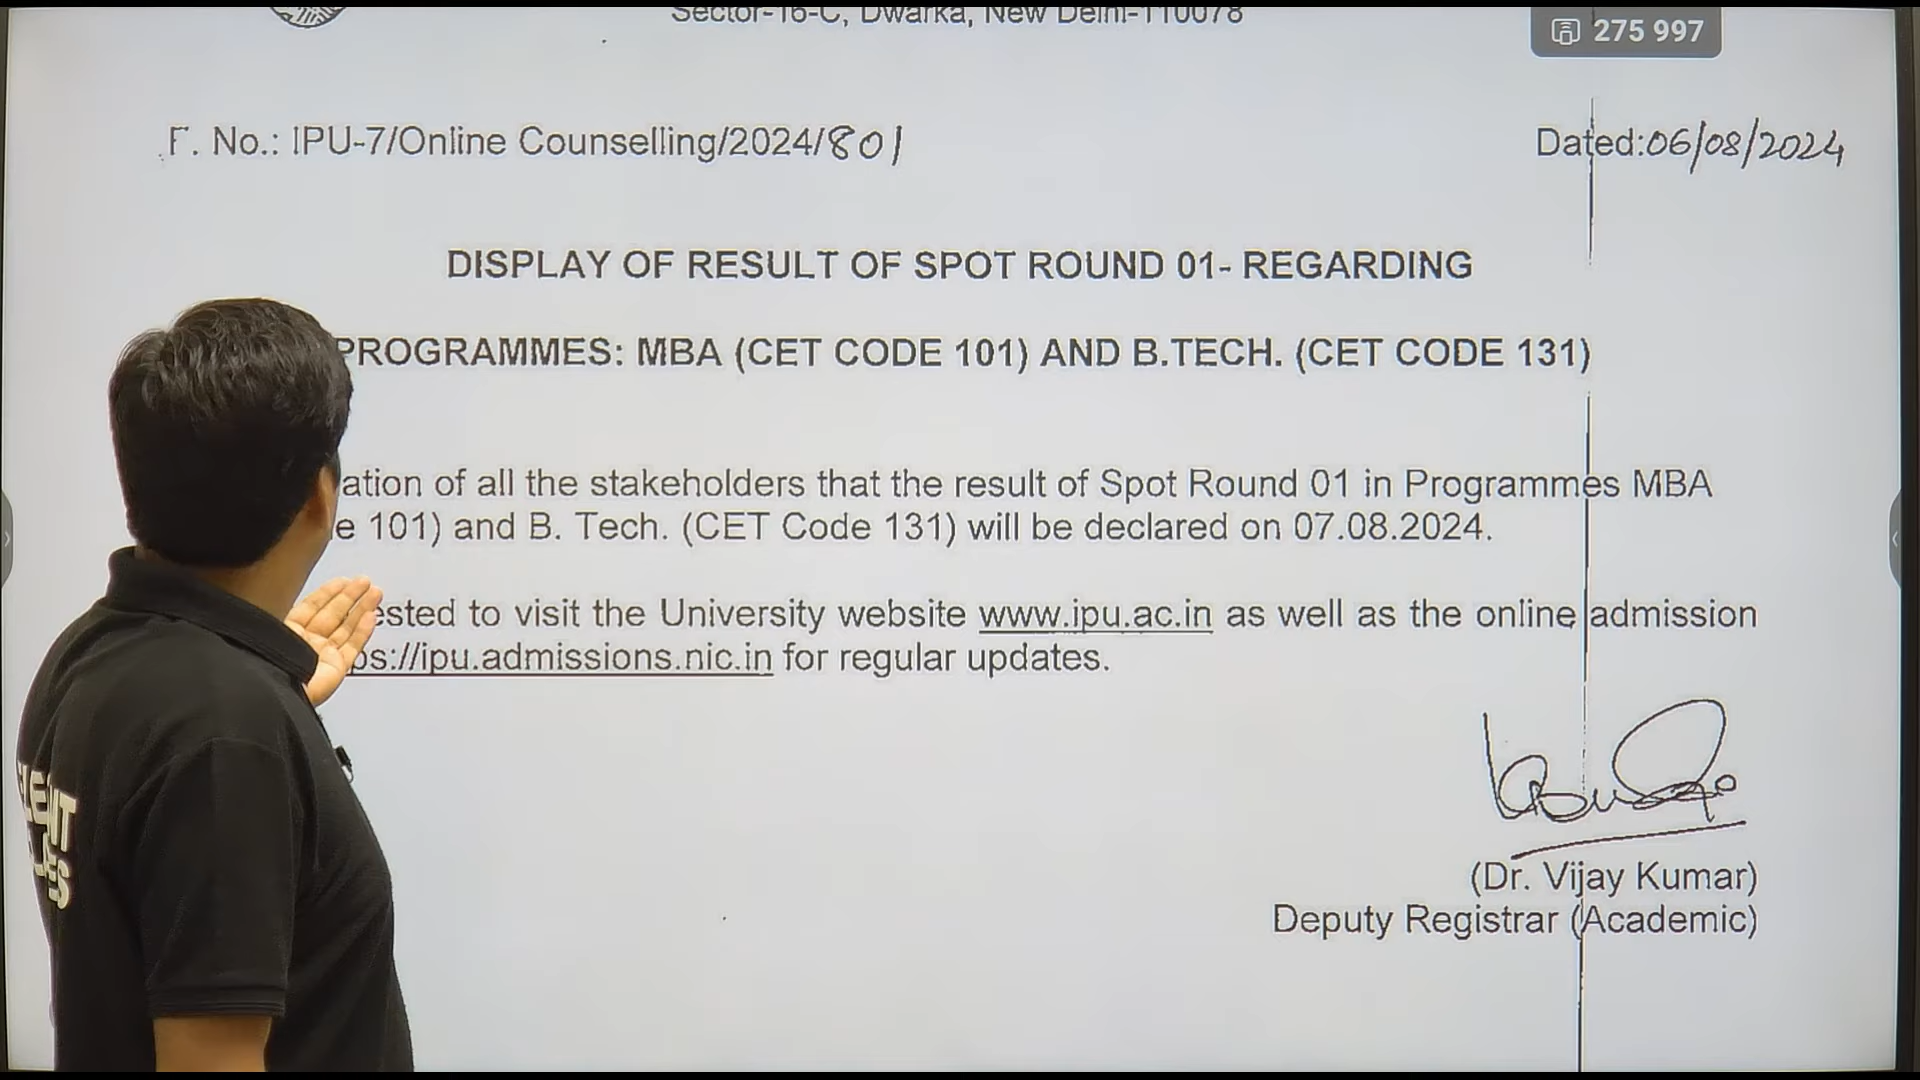 Sector-16-C, Dwarka, New Delhi-110078
275 997
F. No.: IPU-7/Online Counselling/2024/801
Dated:06/08/2024
DISPLAY OF RESULT OF SPOT ROUND 01- REGARDING
PROGRAMMES: MBA (CET CODE 101) AND B.TECH. (CET CODE 131)
ation of all the stakeholders that the result of Spot Round 01 in Programmes MBA
e 101) and B. Tech. (CET Code 131) will be declared on 07.08.2024.
ested to visit the University website www.ipu.ac.in as well as the online admission
ps://ipu.admissions.nic.in for regular updates.
(Dr. Vijay Kumar)
Deputy Registrar (Academic)